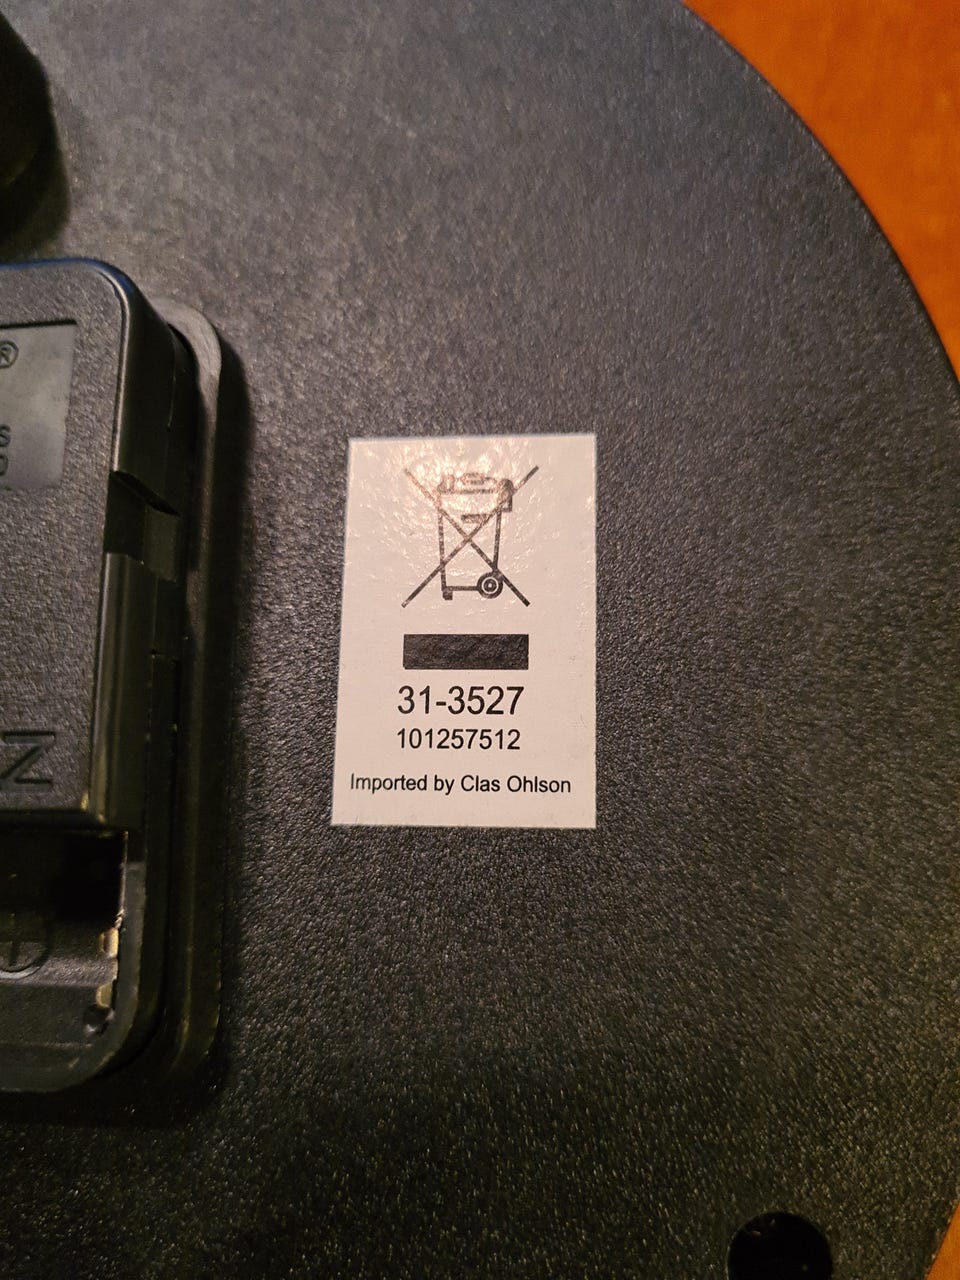 ®
S
Z
31-3527
101257512
Imported by Clas Ohlson